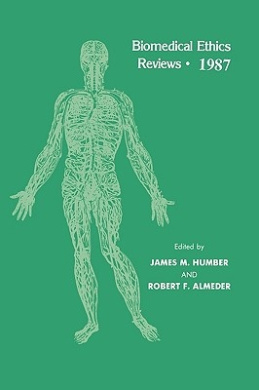 Biomedical Ethics
Reviews • 1987
Edited by
JAMES M. HUMBER
AND
ROBERT F. ALMEDER